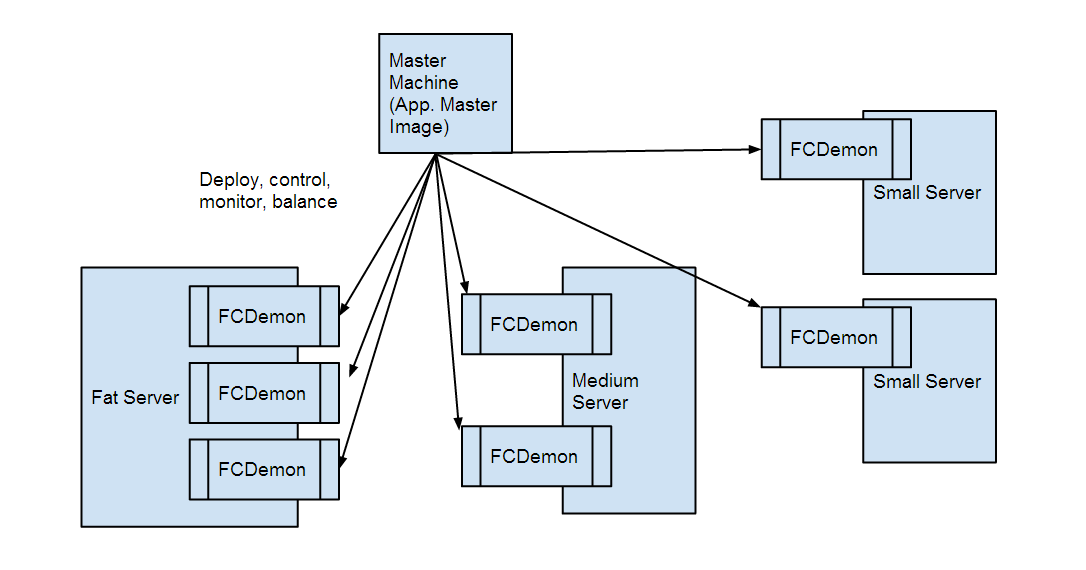 Master
Machine
(App. Master
Image)
FCDemon
Small Server
Deploy, control,
monitor, balance
FCDemon
FCDemon
FCDemon
Fat Server
FCDemon
FCDemon
Medium
Server
FCDemon
Small Server